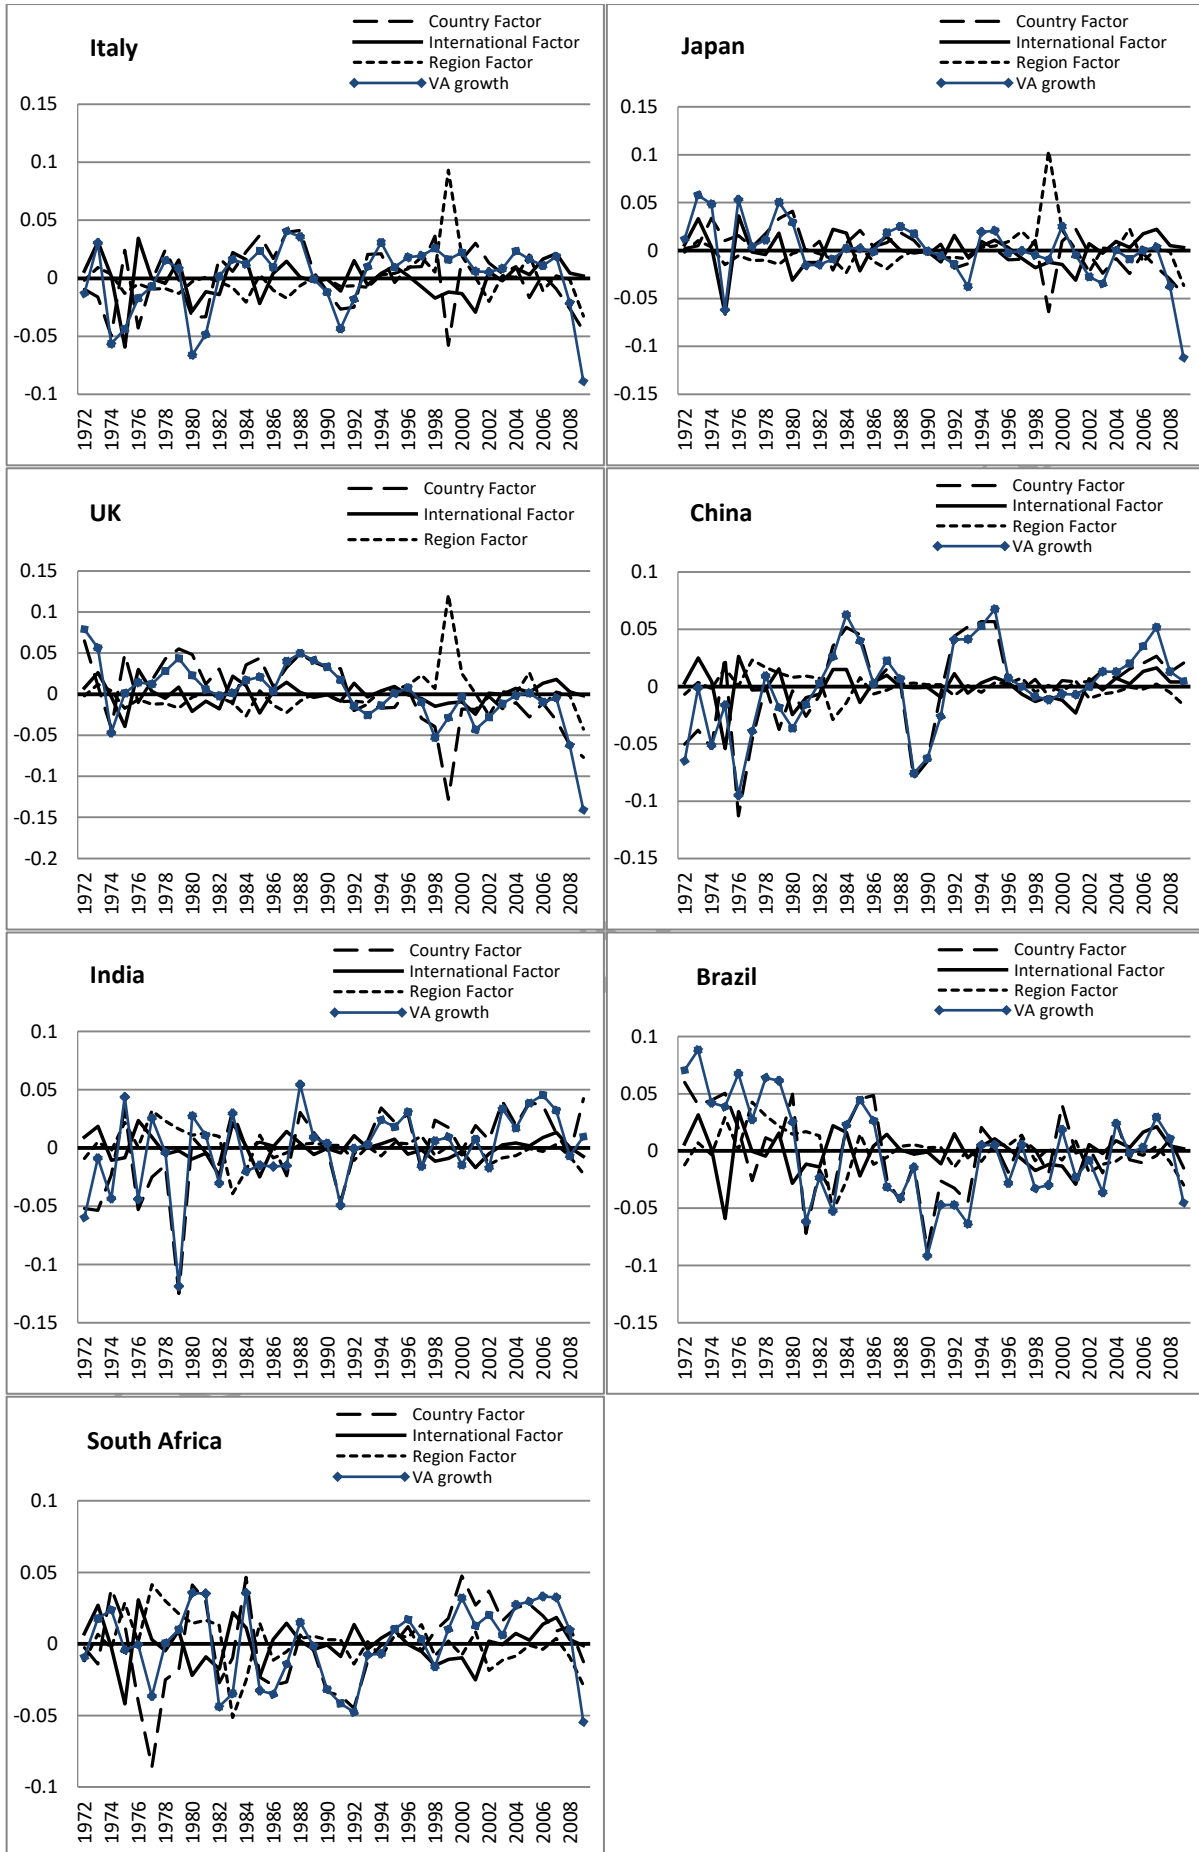 Italy
Country Factor
International Factor
Region Factor
VA growth
0.15
0.1
0.05
0
-0.05
-0.1
1972 1974 1976 1978 1980 1982 1984 1986 1988 1990 1992 1994 1996 1998 2000 2002 2004 2006 2008
Japan
Country Factor
International Factor
Region Factor
VA growth
0.15
0.1
0.05
0
-0.05
-0.1
-0.15
1972 1974 1976 1978 1980 1982 1984 1986 1988 1990 1992 1994 1996 1998 2000 2002 2004 2006 2008
UK
Country Factor
International Factor
Region Factor
0.15
0.1
0.05
0
-0.05
-0.1
-0.15
-0.2
1972 1974 1976 1978 1980 1982 1984 1986 1988 1990 1992 1994 1996 1998 2000 2002 2004 2006 2008
China
Country Factor
International Factor
Region Factor
VA growth
0.1
0.05
0
-0.05
-0.1
-0.15
1972 1974 1976 1978 1980 1982 1984 1986 1988 1990 1992 1994 1996 1998 2000 2002 2004 2006 2008
India
Country Factor
International Factor
Region Factor
VA growth
0.1
0.05
0
-0.05
-0.1
-0.15
1972 1974 1976 1978 1980 1982 1984 1986 1988 1990 1992 1994 1996 1998 2000 2002 2004 2006 2008
Brazil
Country Factor
International Factor
Region Factor
VA growth
0.1
0.05
0
-0.05
-0.1
-0.15
1972 1974 1976 1978 1980 1982 1984 1986 1988 1990 1992 1994 1996 1998 2000 2002 2004 2006 2008
South Africa
Country Factor
International Factor
Region Factor
VA growth
0.1
0.05
0
-0.05
-0.1
1972 1974 1976 1978 1980 1982 1984 1986 1988 1990 1992 1994 1996 1998 2000 2002 2004 2006 2008